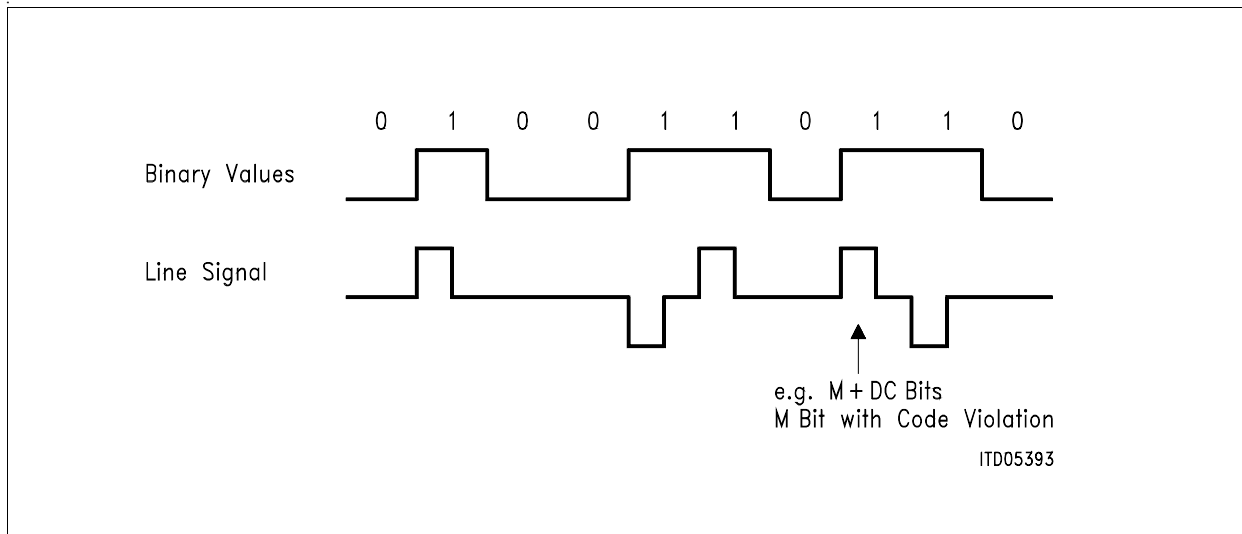 0 1 0 0 1 1 0 1 1 0
Binary Values
Line Signal
e.g. M + DC Bits
M Bit with Code Violation
ITD05393